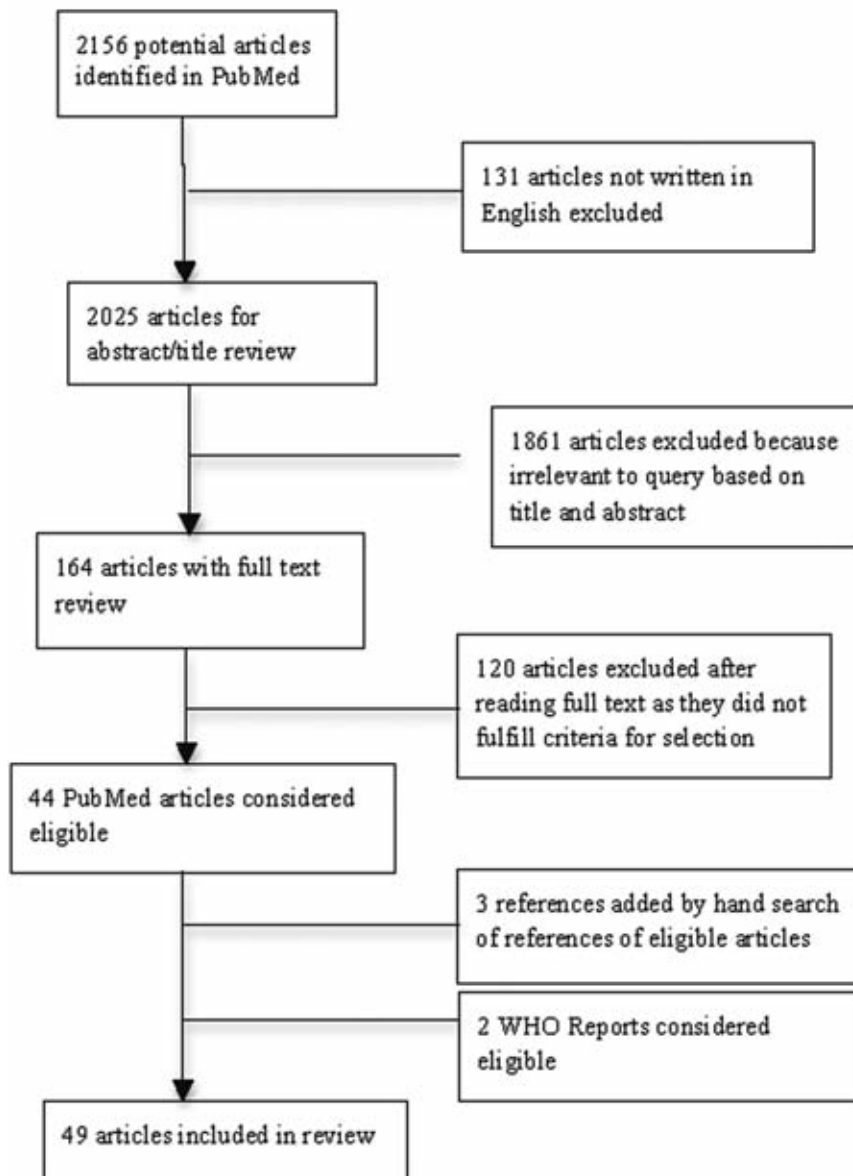 2156 potential articles
identified in PubMed
131 articles not written in
English excluded
2025 articles for
abstract/title review
1861 articles excluded because
irrelevant to query based on
title and abstract
164 articles with full text
review
120 articles excluded after
reading full text as they did not
fulfill criteria for selection
44 PubMed articles considered
eligible
3 references added by hand search
of references of eligible articles
2 WHO Reports considered
eligible
49 articles included in review